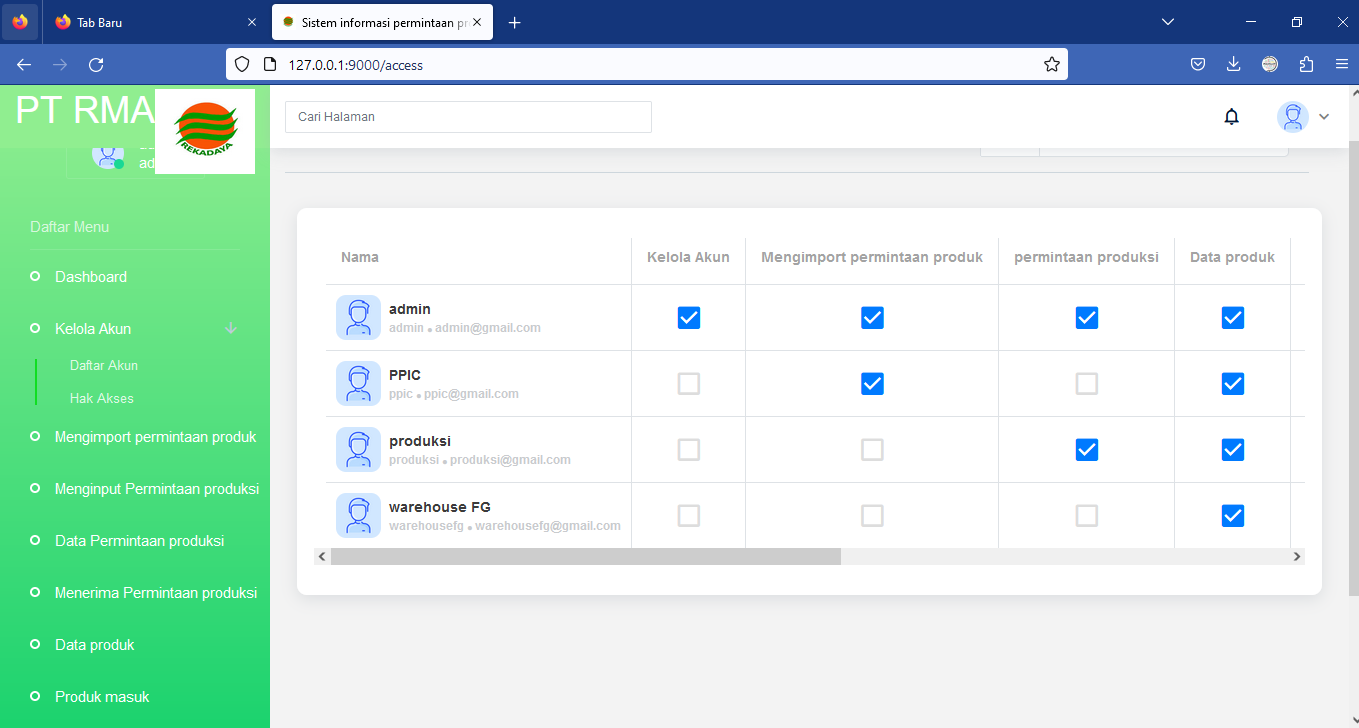 Tab Baru
Sistem informasi permintaan pr
127.0.0.1:9000/access
PT RMA
REKADAYA
Cari Halaman
Daftar Menu
Dashboard
Kelola Akun
Daftar Akun
Hak Akses
Mengimport permintaan produk
Menginput Permintaan produksi
Data Permintaan produksi
Menerima Permintaan produksi
Data produk
Produk masuk
Nama Kelola Akun Mengimport permintaan produk permintaan produksi Data produk
admin
admin • admin@gmail.com
PPIC
ppic • ppic@gmail.com
produksi
produksi • produksi@gmail.com
warehouse FG
warehousefg • warehousefg@gmail.com